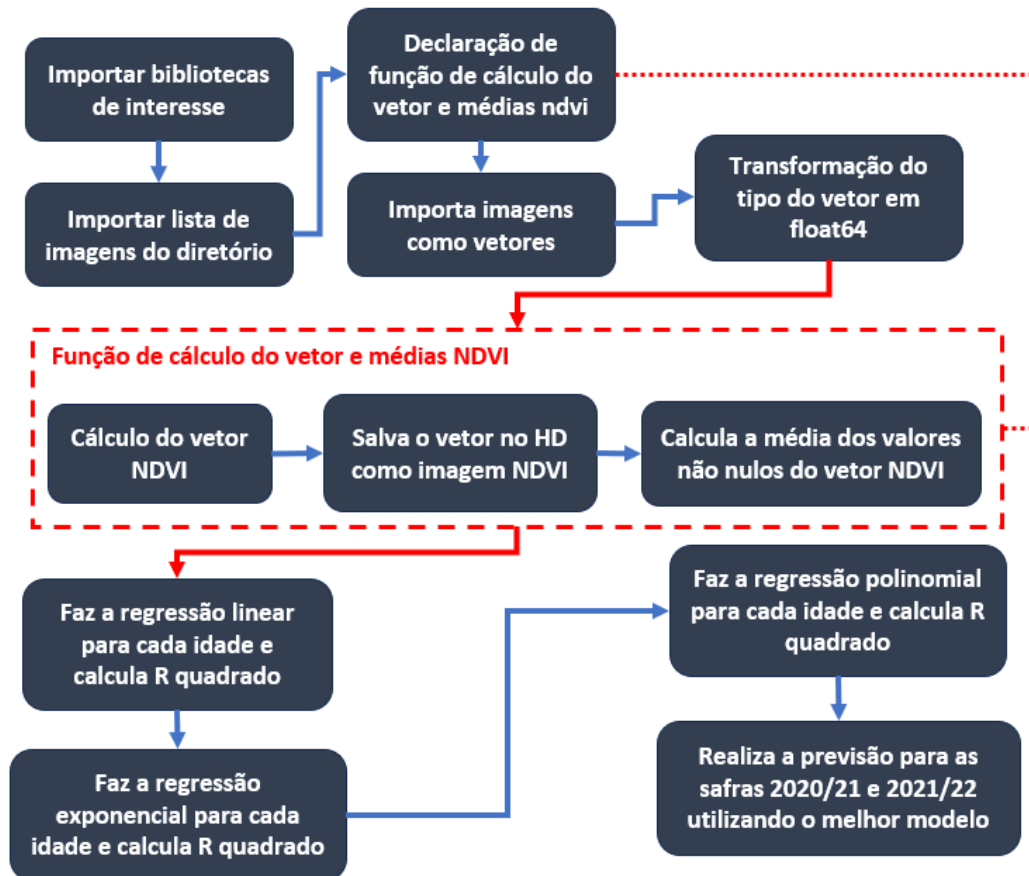 Importar bibliotecas
de interesse
Importar lista de
imagens do diretório
Declaração de
função de cálculo do
vetor e médias ndvi
Importa imagens
como vetores
Transformação do
tipo do vetor em
float64
Função de cálculo do vetor e médias NDVI
Cálculo do vetor
NDVI
Salva o vetor no HD
como imagem NDVI
Calcula a média dos valores
não nulos do vetor NDVI
Faz a regressão linear
para cada idade e
calcula R quadrado
Faz a regressão
exponencial para cada
idade e calcula R quadrado
Faz a regressão polinomial
para cada idade e calcula R
quadrado
Realiza a previsão para as
safras 2020/21 e 2021/22
utilizando o melhor modelo